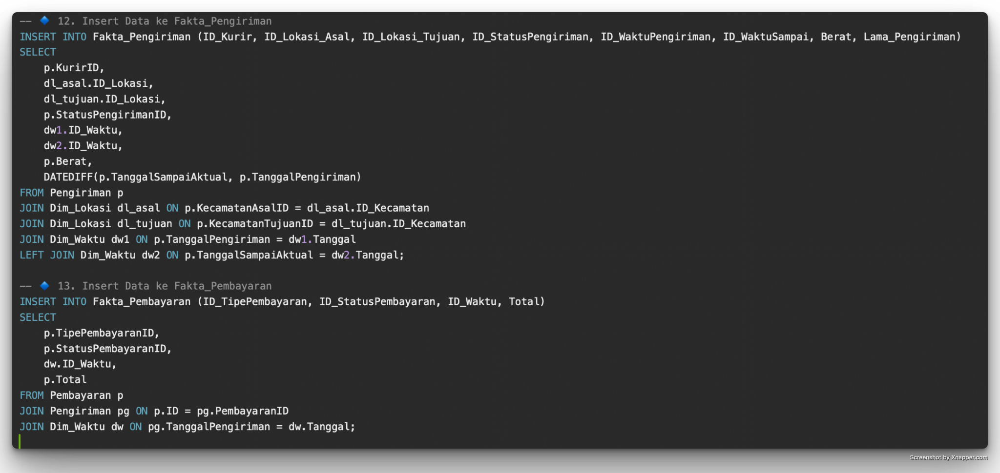 -- 🔷 12. Insert Data ke Fakta_Pengiriman
INSERT INTO Fakta_Pengiriman (ID_Kurir, ID_Lokasi_Asal, ID_Lokasi_Tujuan, ID_StatusPengiriman, ID_WaktuPengiriman, ID_WaktuSampai, Berat, Lama_Pengiriman)
SELECT
    p.KurirID,
    dl_asal.ID_Lokasi,
    dl_tujuan.ID_Lokasi,
    p.StatusPengirimanID,
    dw1.ID_Waktu,
    dw2.ID_Waktu,
    p.Berat,
    DATEDIFF(p.TanggalSampaiAktual, p.TanggalPengiriman)
FROM Pengiriman p
JOIN Dim_Lokasi dl_asal ON p.KecamatanAsalID = dl_asal.ID_Kecamatan
JOIN Dim_Lokasi dl_tujuan ON p.KecamatanTujuanID = dl_tujuan.ID_Kecamatan
JOIN Dim_Waktu dw1 ON p.TanggalPengiriman = dw1.Tanggal
LEFT JOIN Dim_Waktu dw2 ON p.TanggalSampaiAktual = dw2.Tanggal;
-- 🔷 13. Insert Data ke Fakta_Pembayaran
INSERT INTO Fakta_Pembayaran (ID_TipePembayaran, ID_StatusPembayaran, ID_Waktu, Total)
SELECT
    p.TipePembayaranID,
    p.StatusPembayaranID,
    dw.ID_Waktu,
    p.Total
FROM Pembayaran p
JOIN Pengiriman pg ON p.ID = pg.PembayaranID
JOIN Dim_Waktu dw ON pg.TanggalPengiriman = dw.Tanggal;
Screenshot by Xnapper.com